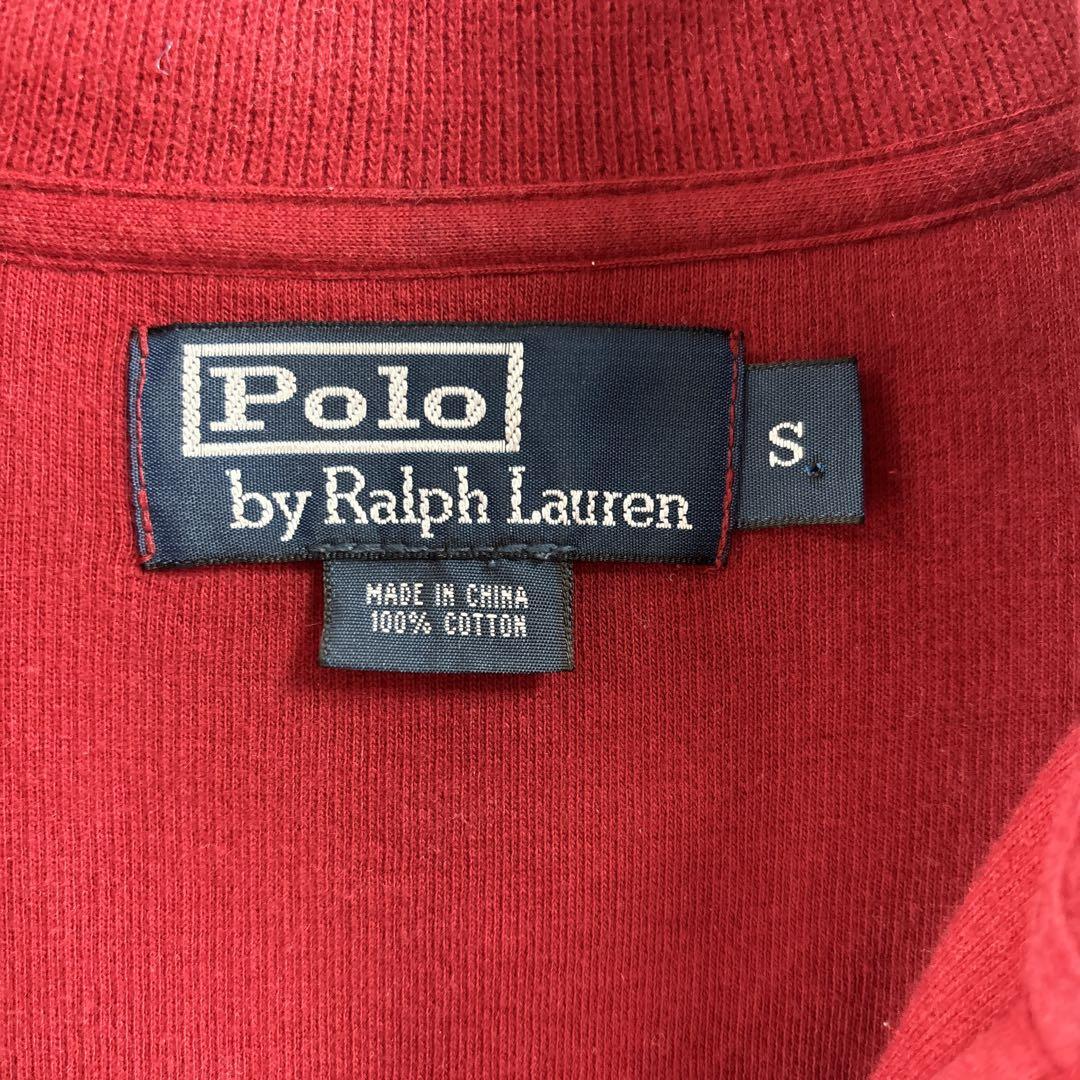 Polo
by Ralph Lauren
S
MADE IN CHINA
100% COTTON